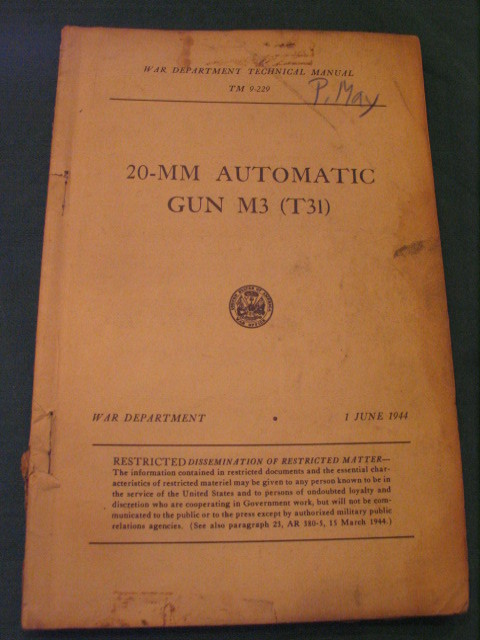 WAR DEPARTMENT TECHNICAL MANUAL
TM 9-229
P. May
20-MM AUTOMATIC
GUN M3 (T31)
WAR DEPARTMENT • 1 JUNE 1944
RESTRICTED DISSEMINATION OF RESTRICTED MATTER—
The information contained in restricted documents and the essential char-
acteristics of restricted materiel may be given to any person known to be in
the service of the United States and to persons of undoubted loyalty and
discretion who are cooperating in Government work, but will not be com-
municated to the public or to the press except by authorized military public
relations agencies. (See also paragraph 23, AR 380-5, 15 March 1944.)